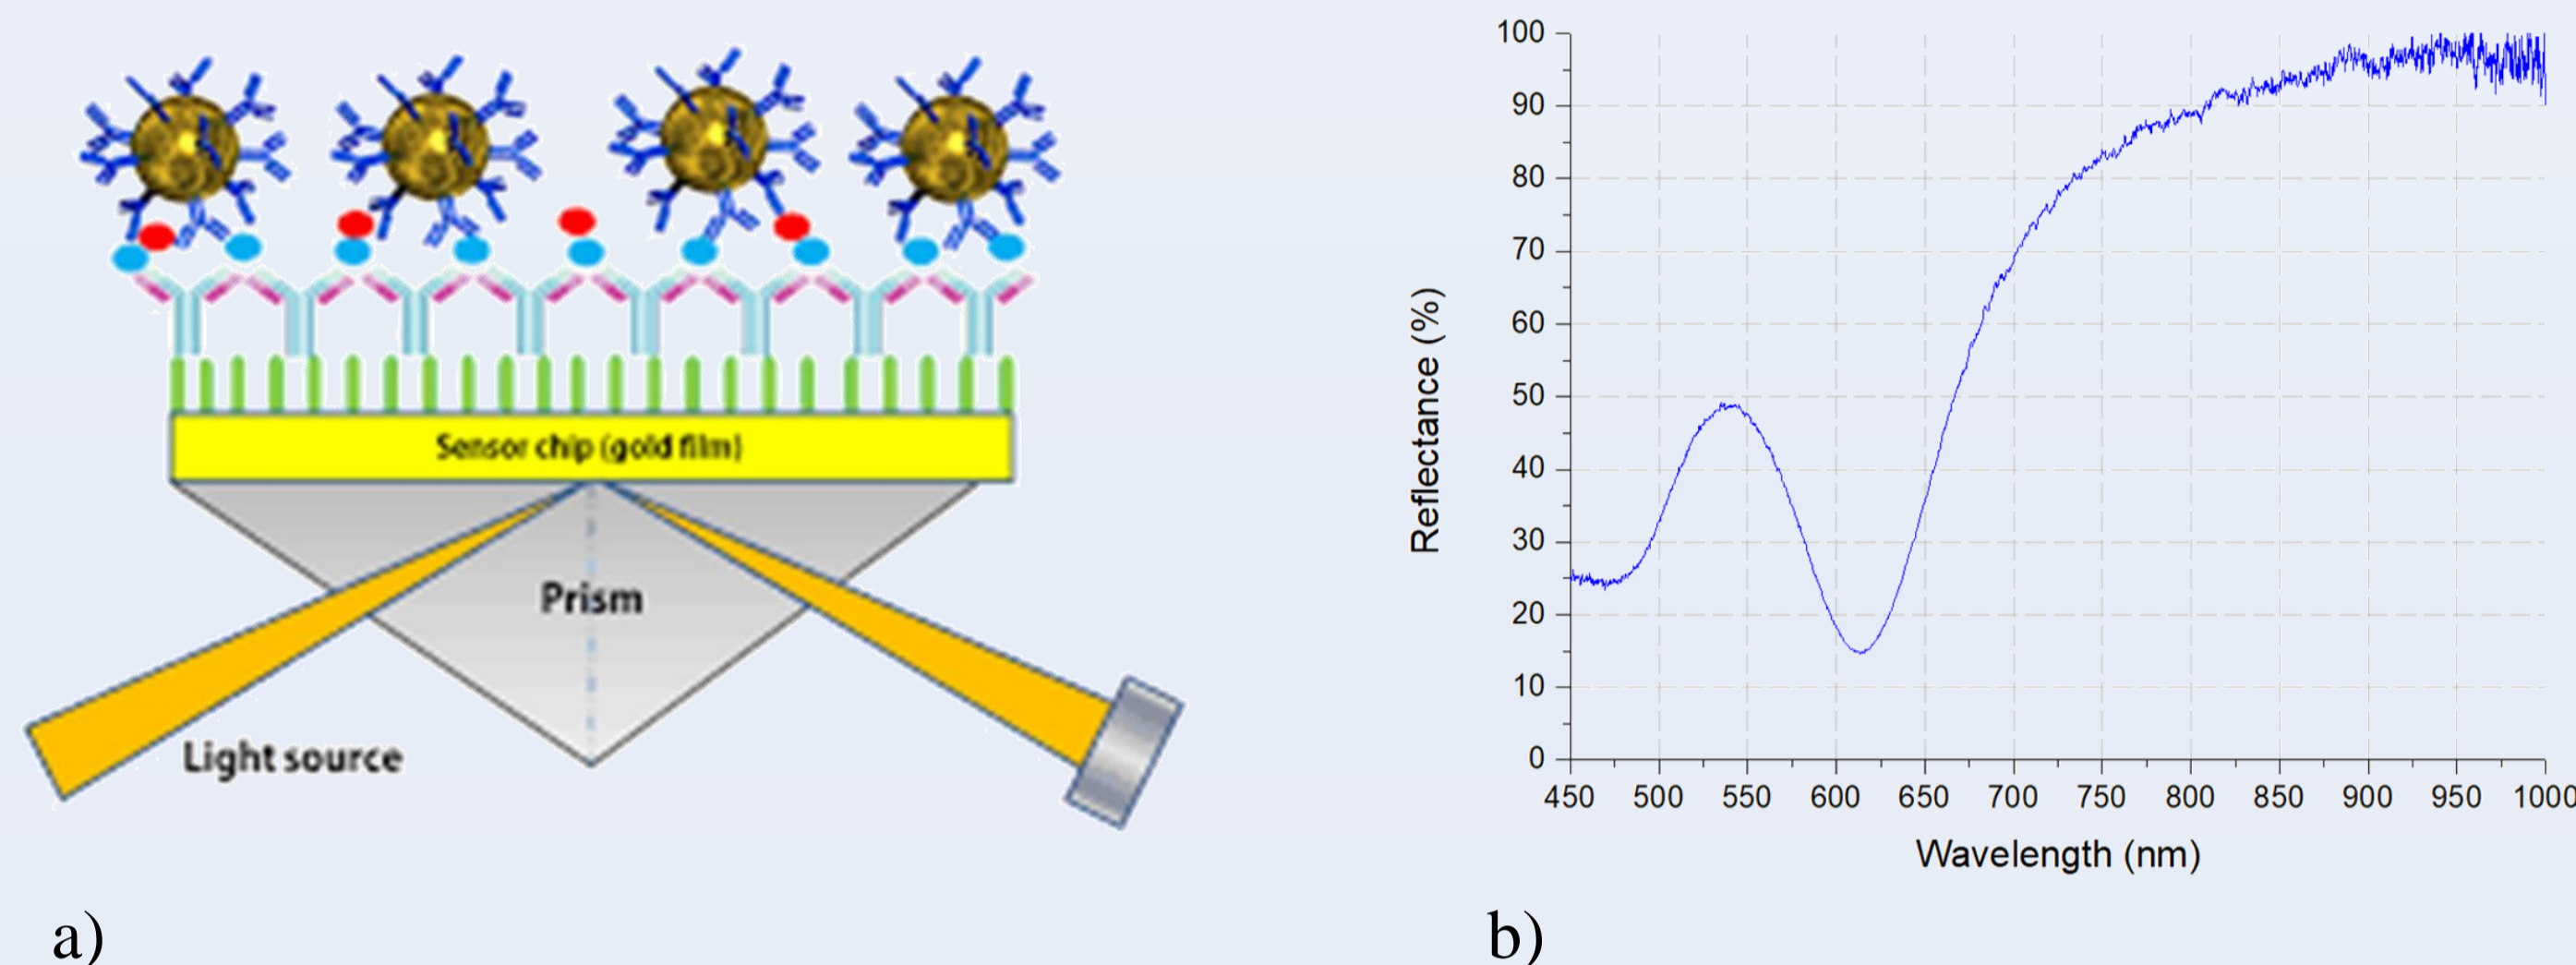 Sensor chip (gold film)
Prism
Light source
a)
100
90
80
70
60
50
40
30
20
10
0
Reflectance (%)
450 500 550 600 650 700 750 800 850 900 950 1000
Wavelength (nm)
b)